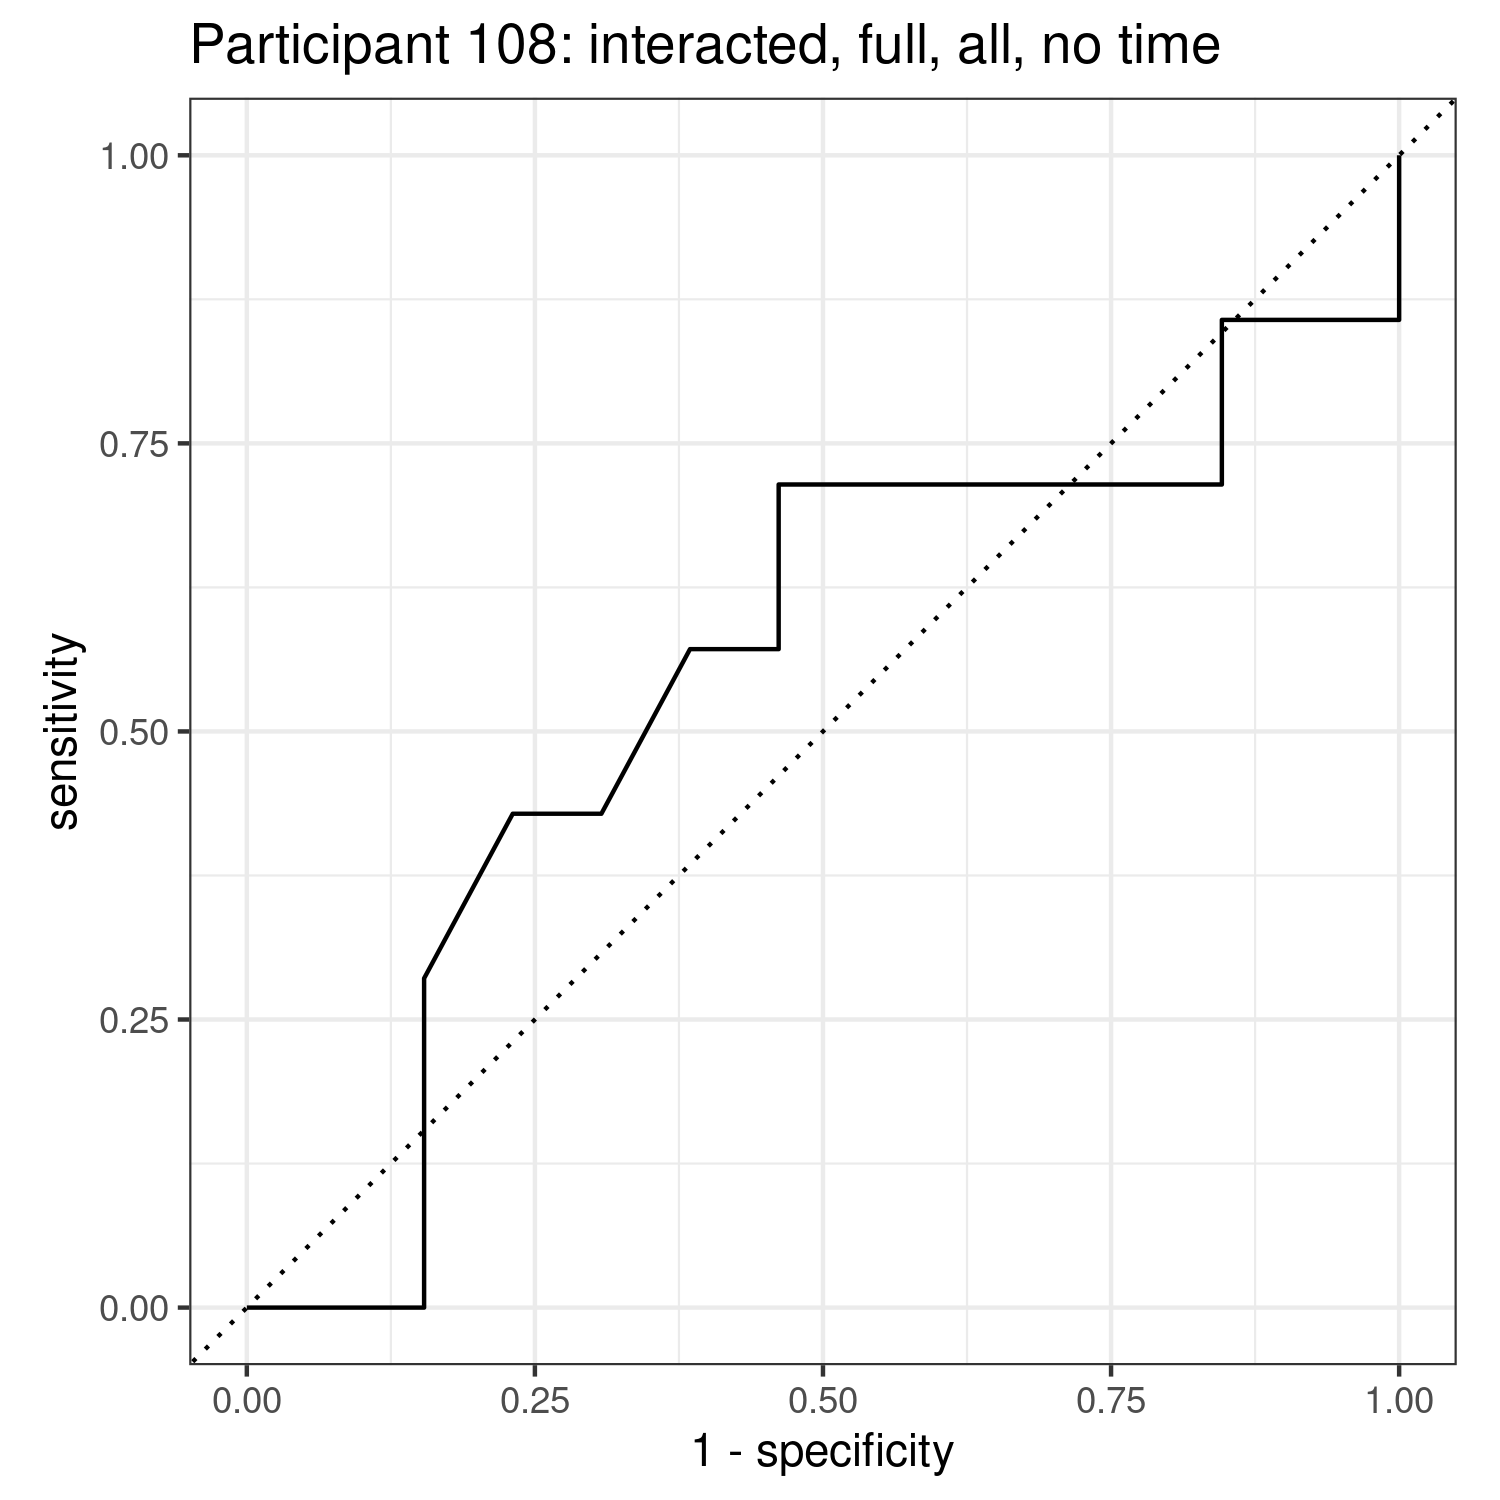 Participant 108: interacted, full, all, no time
1.00
0.75
0.50
0.25
0.00
sensitivity
0.00 0.25 0.50 0.75 1.00
1 - specificity